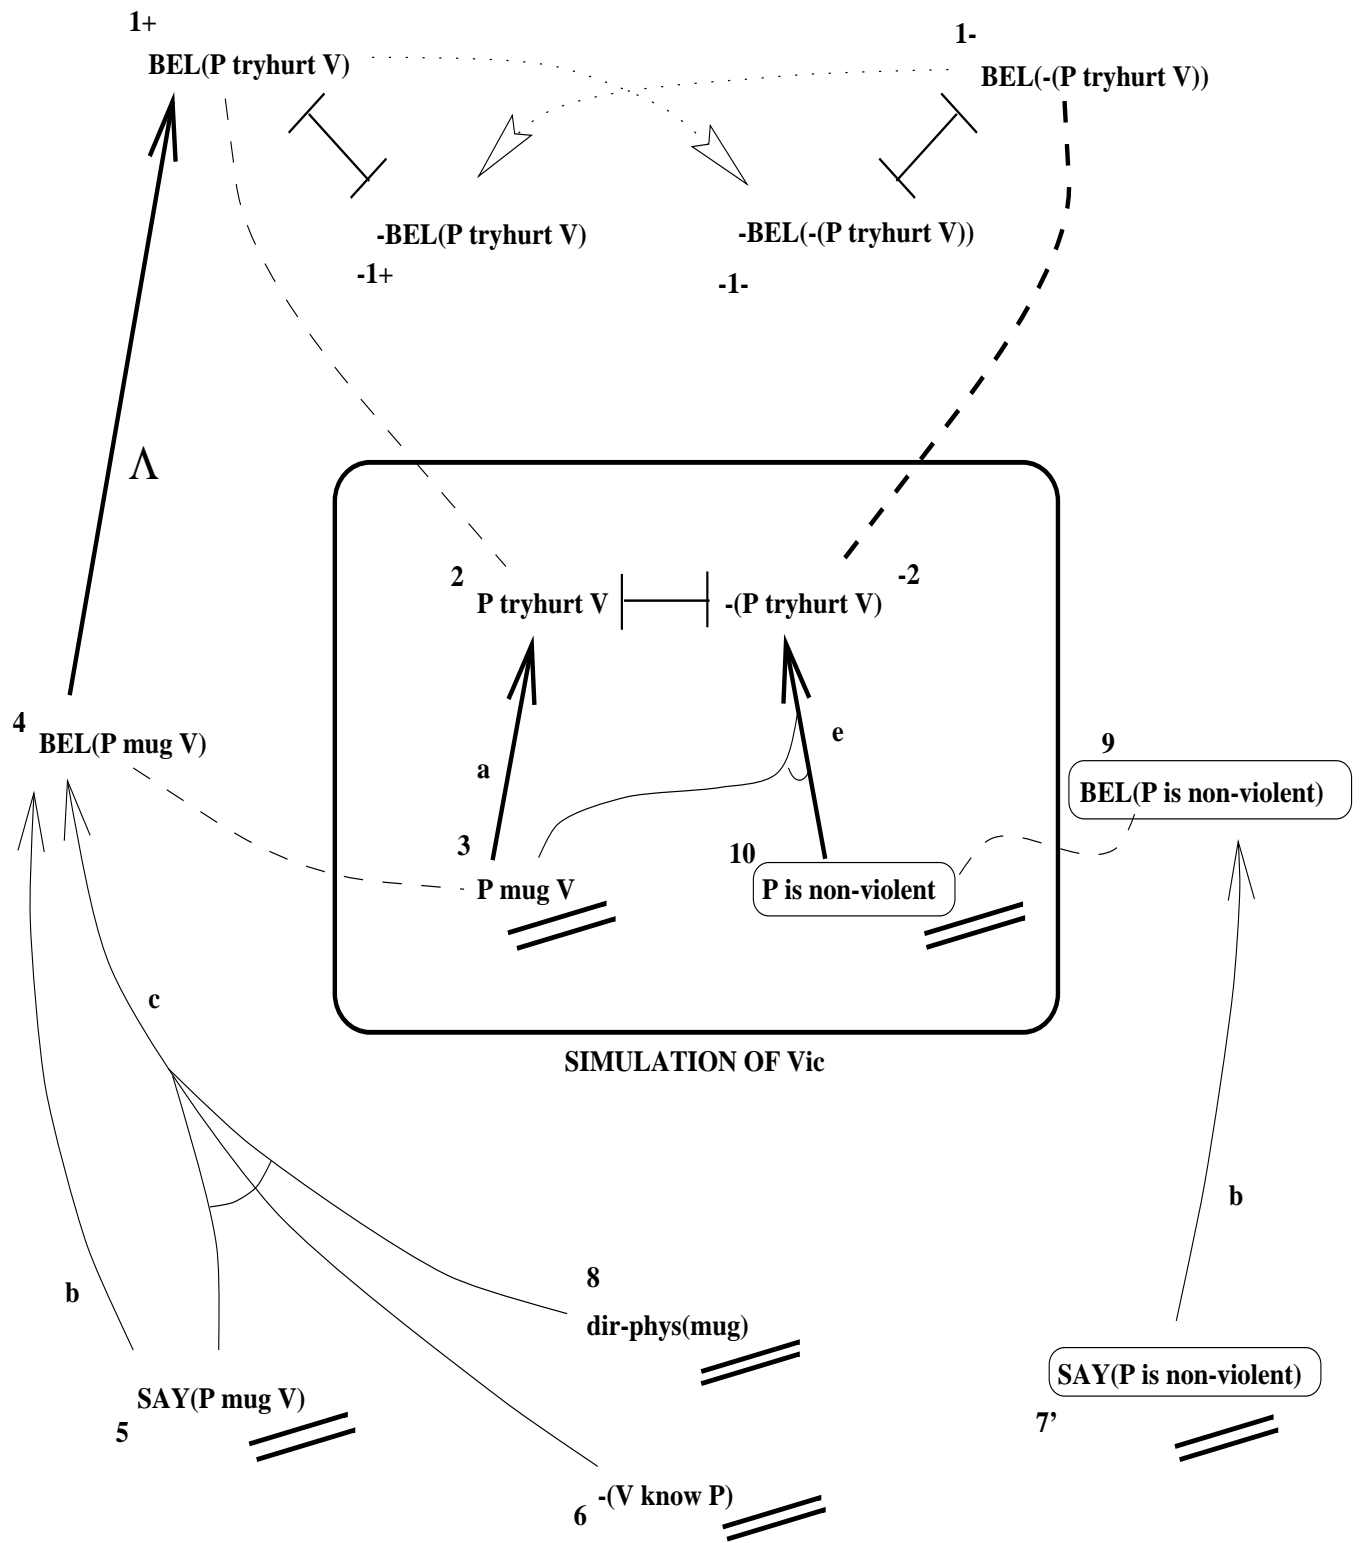 1+
1-
BEL(P tryhurt V)
BEL(-(P tryhurt V))
-BEL(P tryhurt V)
-BEL(-(P tryhurt V))
-1+
-1-
Λ
2
-2
P tryhurt V
-(P tryhurt V)
4
BEL(P mug V)
e
9
a
BEL(P is non-violent)
3
10
P mug V
P is non-violent
c
SIMULATION OF Vic
b
8
b
dir-phys(mug)
SAY(P is non-violent)
SAY(P mug V)
7’
5
-(V know P)
6